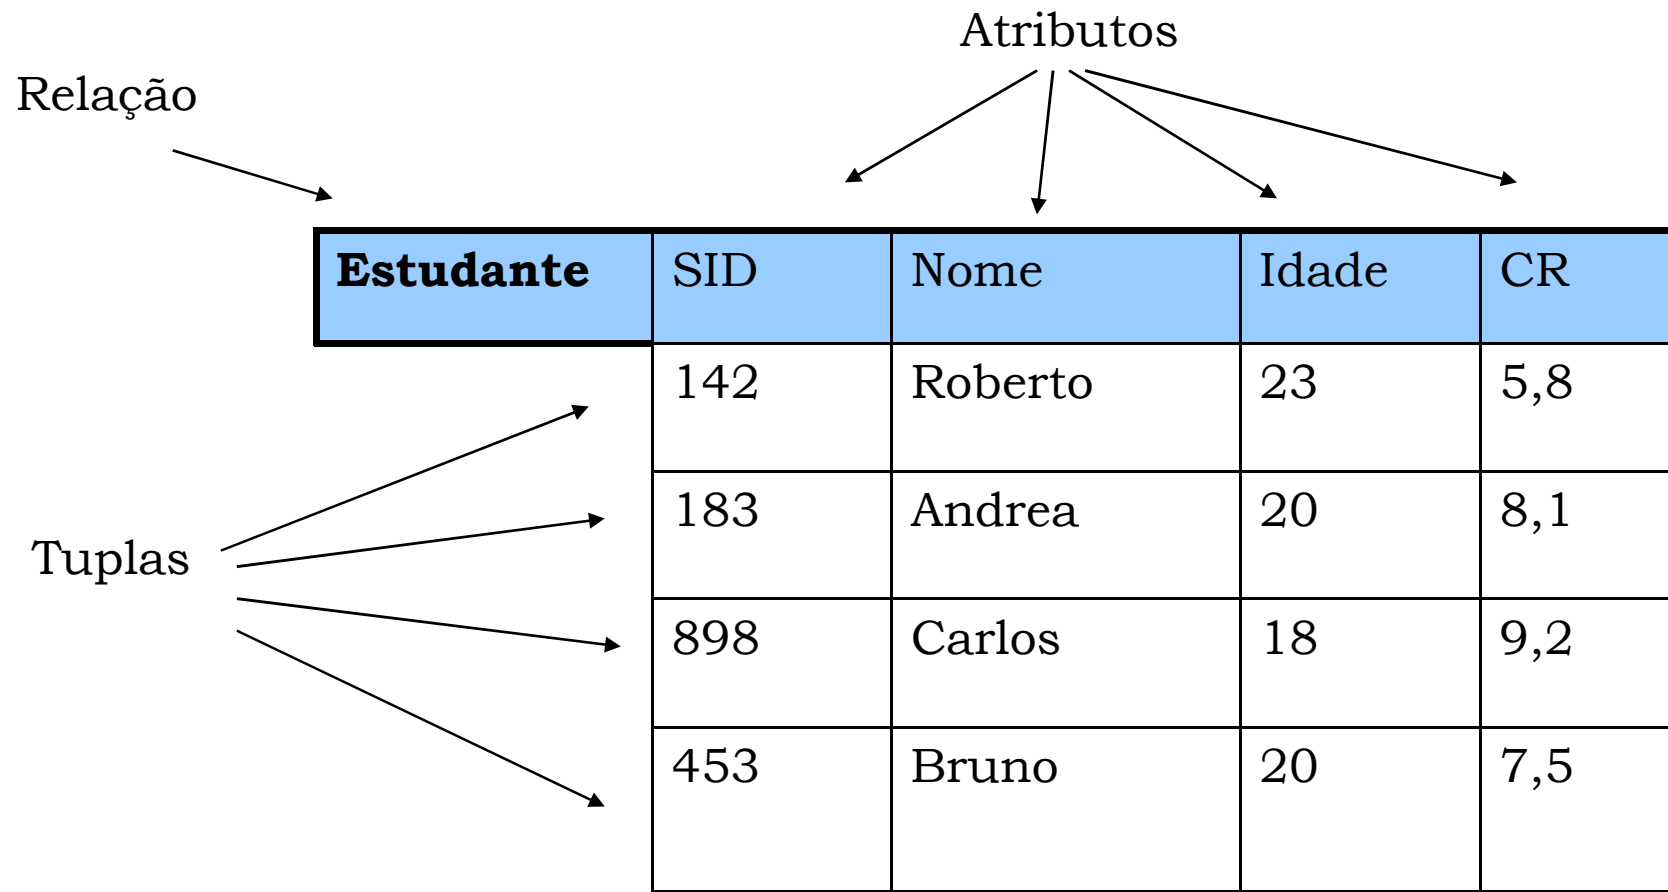 Atributos
Relação
Estudante SID Nome Idade CR
142 Roberto 23 5,8
183 Andrea 20 8,1
Tuplas
898 Carlos 18 9,2
453 Bruno 20 7,5